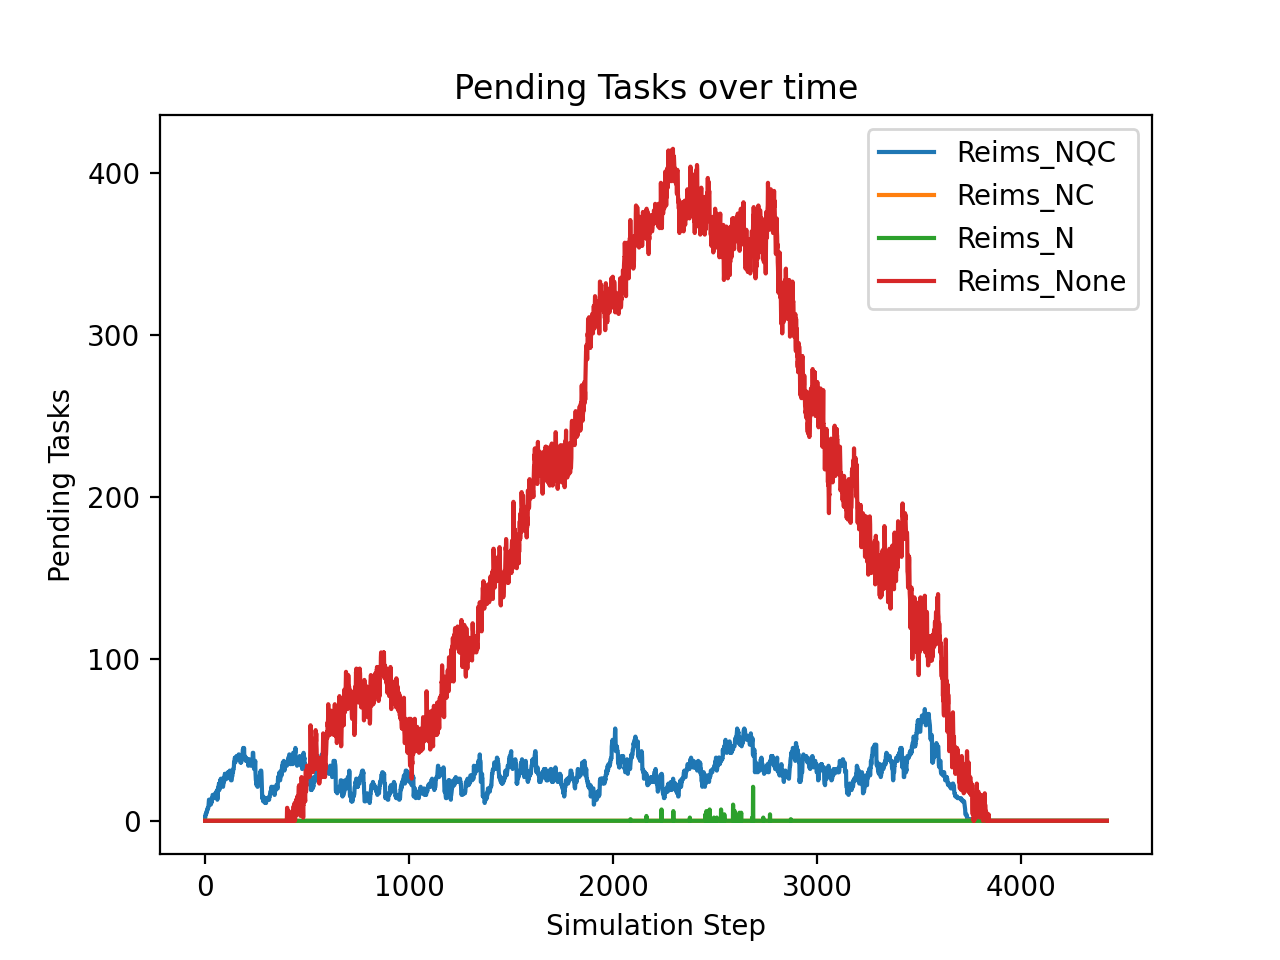 Pending Tasks over time
Reims_NQC
Reims_NC
Reims_N
Reims_None
Pending Tasks
400
300
200
100
0
0 1000 2000 3000 4000
Simulation Step